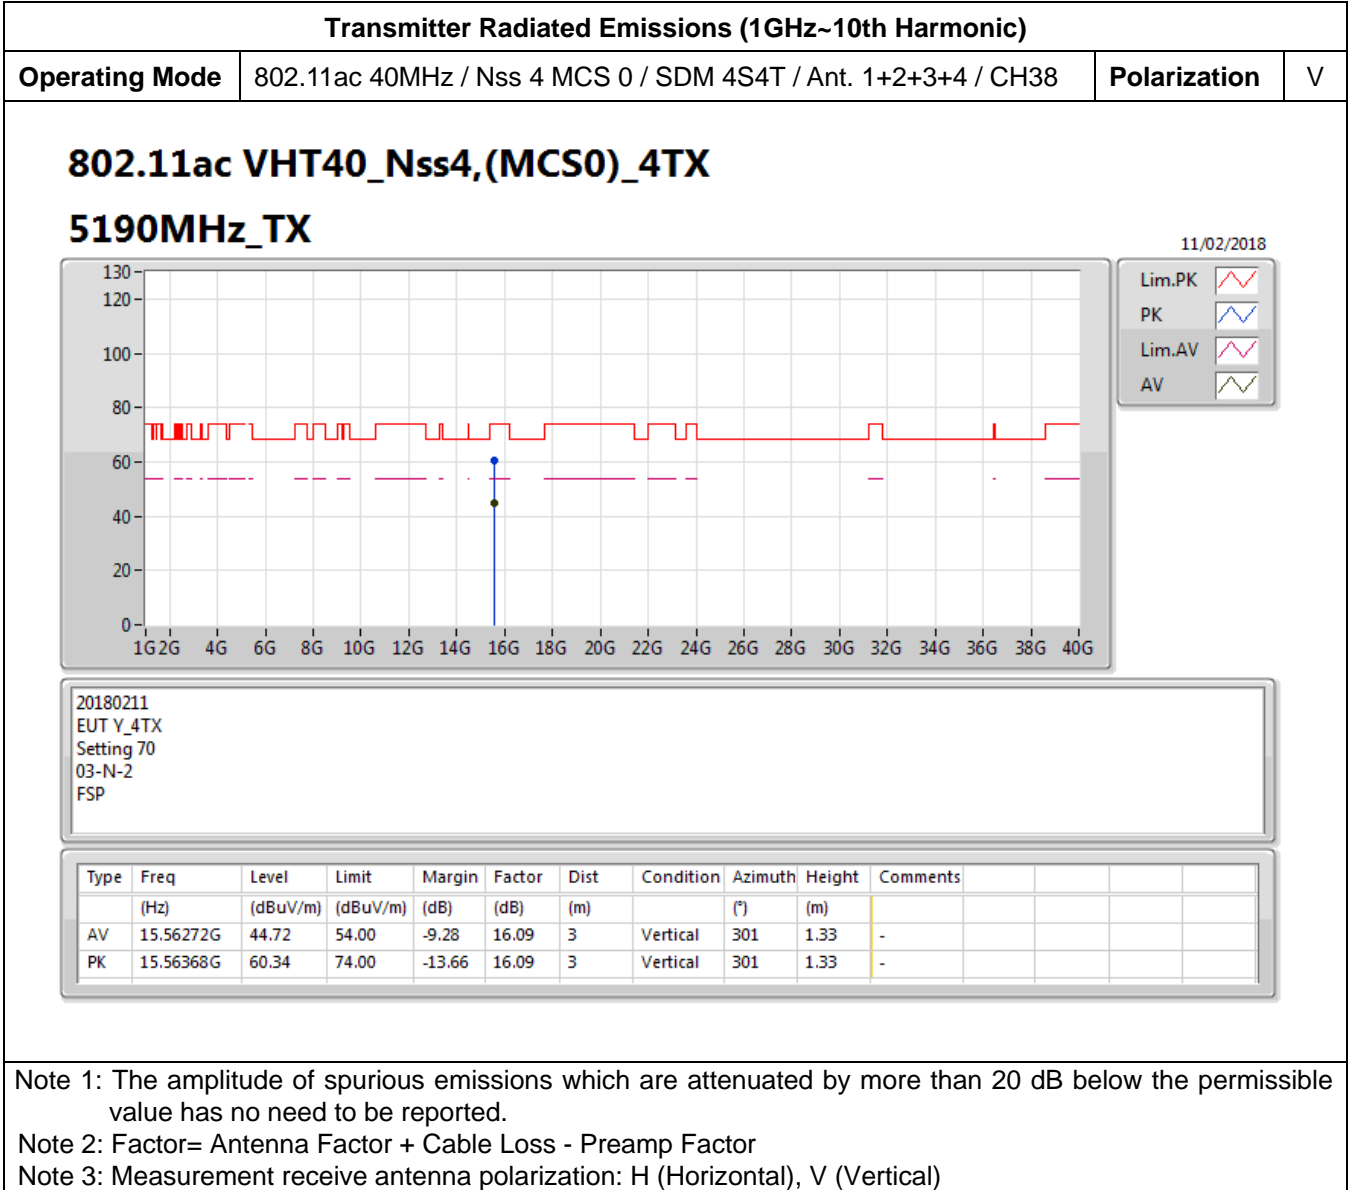 Transmitter Radiated Emissions (1GHz~10th Harmonic)
Operating Mode 802.11ac 40MHz / Nss 4 MCS 0 / SDM 4S4T / Ant. 1+2+3+4 / CH38 Polarization V
802.11ac VHT40_Nss4,(MCS0)_4TX
5190MHz_TX
11/02/2018
130
120
100
80
60
40
20
0
1G 2G 4G 6G 8G 10G 12G 14G 16G 18G 20G 22G 24G 26G 28G 30G 32G 34G 36G 38G 40G
Lim.PK
PK
Lim.AV
AV
20180211
EUT Y_4TX
Setting 70
03-N-2
FSP
Type Freq Level Limit Margin Factor Dist Condition Azimuth Height Comments
(Hz) (dBuV/m) (dBuV/m) (dB) (dB) (m) (°) (m)
AV 15.56272G 44.72 54.00 -9.28 16.09 3 Vertical 301 1.33 -
PK 15.56368G 60.34 74.00 -13.66 16.09 3 Vertical 301 1.33 -
Note 1: The amplitude of spurious emissions which are attenuated by more than 20 dB below the permissible
value has no need to be reported.
Note 2: Factor= Antenna Factor + Cable Loss - Preamp Factor
Note 3: Measurement receive antenna polarization: H (Horizontal), V (Vertical)